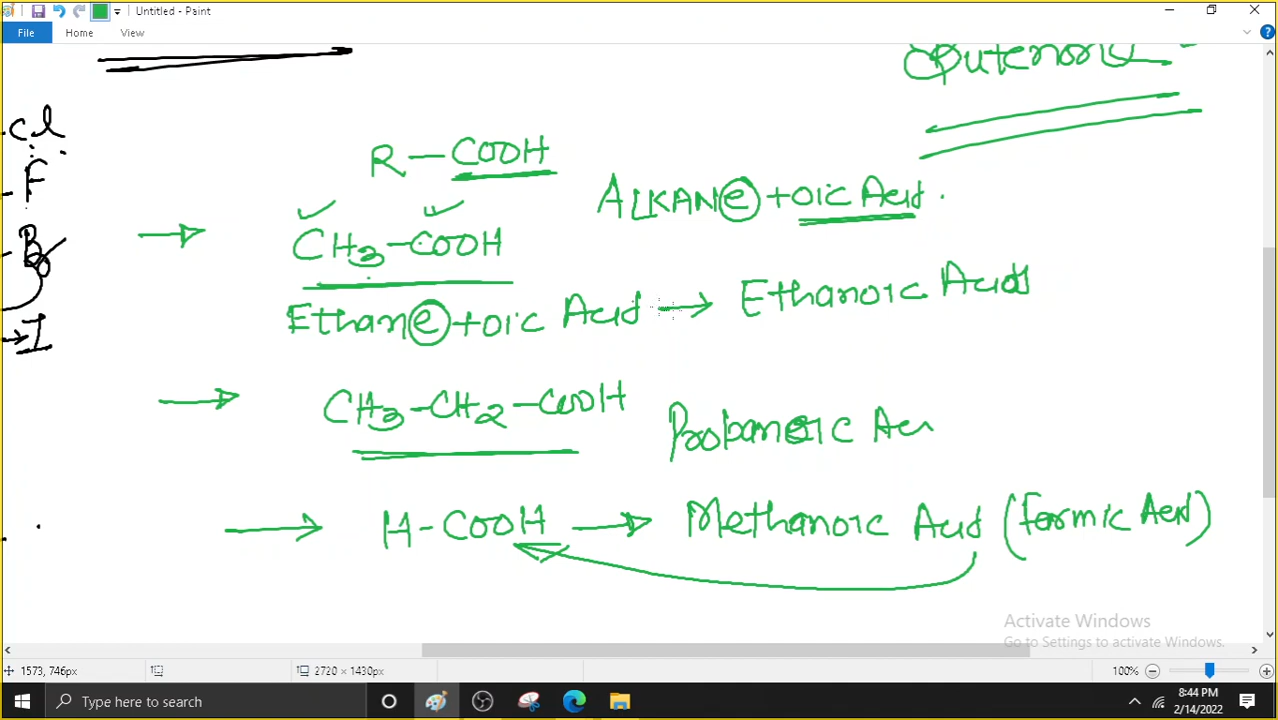 Untitled - Paint
File Home View
Cl
F
I
R-COOH
ALKANe + oic Acid.
CH3-COOH
Ethane + oic Acid → Ethanoic Acid
→ CH3-CH2-COOH
Propanoic Aci
→ H-COOH → Methanoic Acid (Formic Acid)
Activate Windows
Go to Settings to activate Windows.
1573, 746px
2720 × 1430px
100%
Type here to search
8:44 PM
2/14/2022